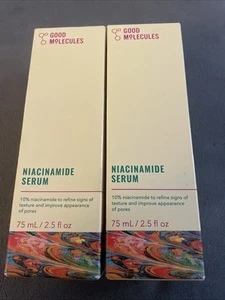 GOOD
MOLECULES
NIACINAMIDE
SERUM
10% niacinamide to refine signs of
texture and improve appearance
of pores
75 mL / 2.5 fl oz
GOOD
MOLECULES
NIACINAMIDE
SERUM
10% niacinamide to refine signs of
texture and improve appearance
of pores
75 mL / 2.5 fl oz